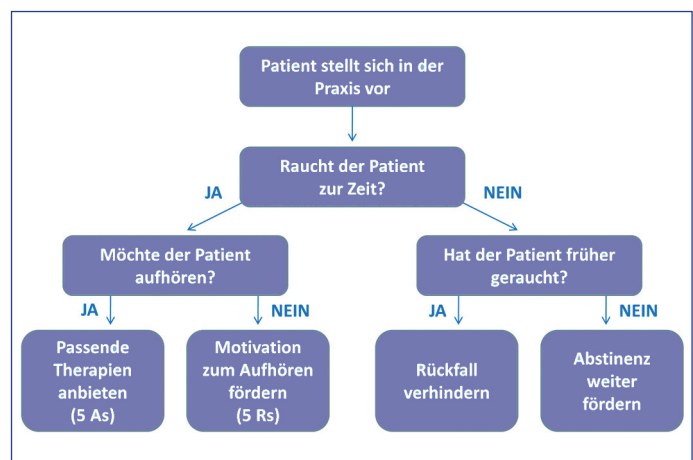 Patient stellt sich in der
Praxis vor
Raucht der Patient
zur Zeit?
JA
NEIN
Möchte der Patient
aufhören?
Hat der Patient früher
geraucht?
JA
NEIN
JA
NEIN
Passende
Therapien
anbieten
(5 As)
Motivation
zum Aufhören
fördern
(5 Rs)
Rückfall
verhindern
Abstinenz
weiter
fördern